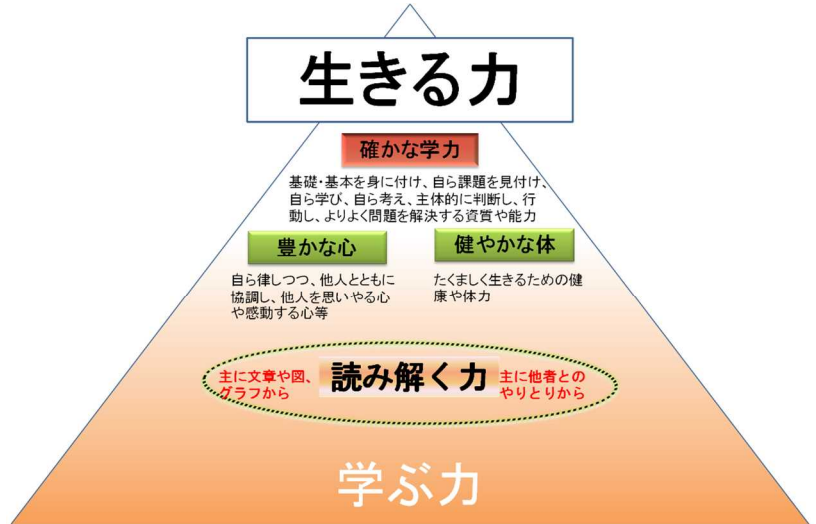 生きる力
確かな学力
基礎・基本を身に付け、自ら課題を見付け、
自ら学び、自ら考え、主体的に判断し、行
動し、よりよく問題を解決する資質や能力
豊かな心
健やかな体
自ら律しつつ、他人とともに
協調し、他人を思いやる心
や感動する心等
たくましく生きるための健
康や体力
主に文章や図、
グラフから
読み解く力
主に他者との
やりとりから
学ぶ力